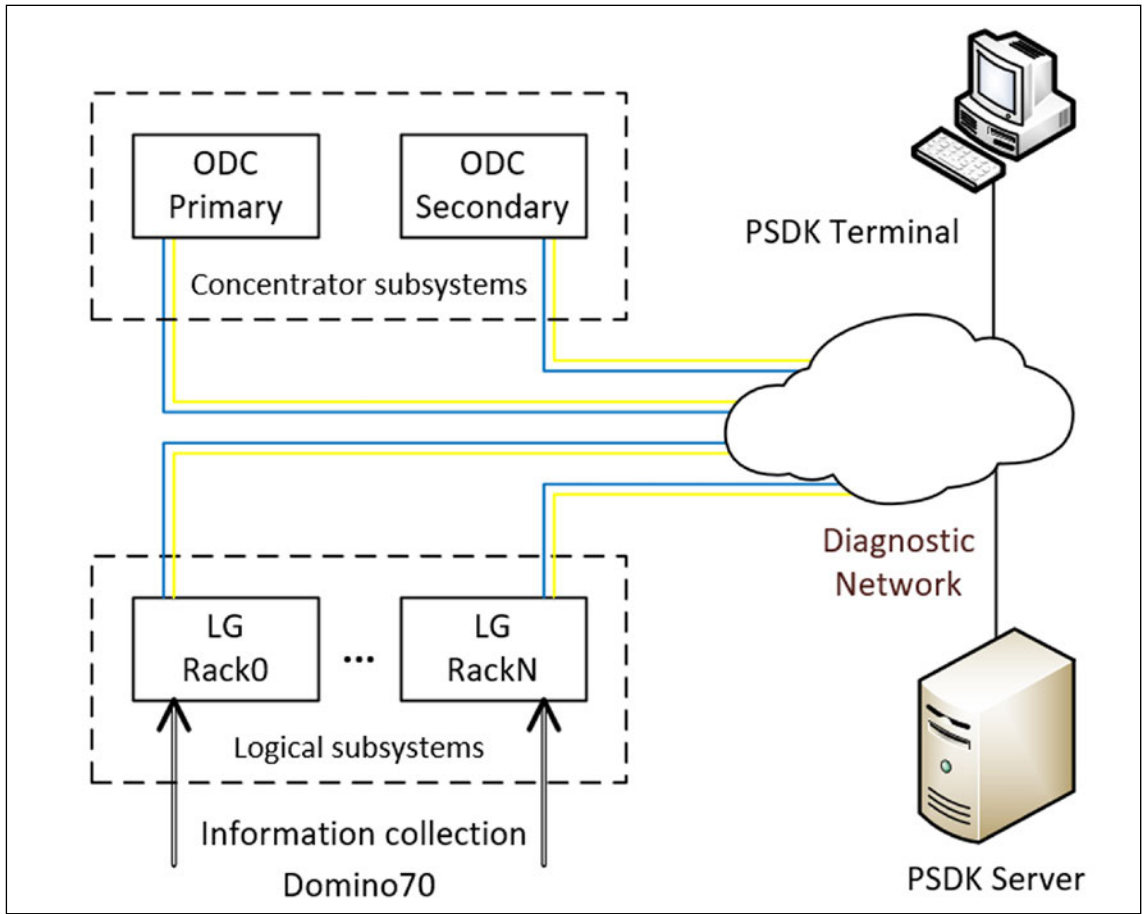 ODC
Primary
ODC
Secondary
Concentrator subsystems
PSDK Terminal
Diagnostic
Network
LG
Rack0
...
LG
RackN
Logical subsystems
Information collection
Domino70
PSDK Server